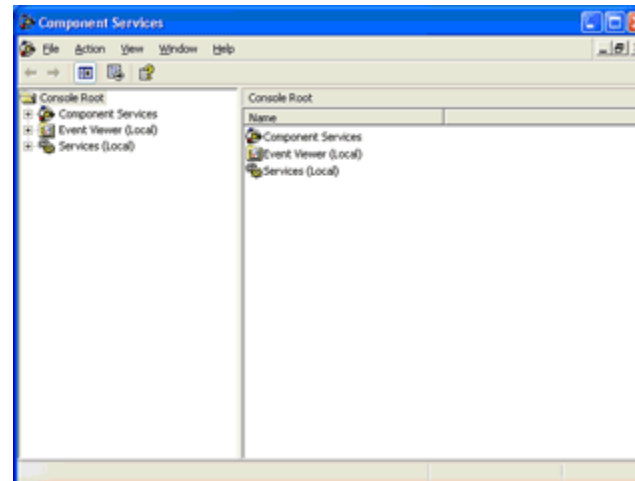 Component Services
File Action View Window Help
Console Root
Component Services
Event Viewer (Local)
Services (Local)
Console Root
Name
Component Services
Event Viewer (Local)
Services (Local)